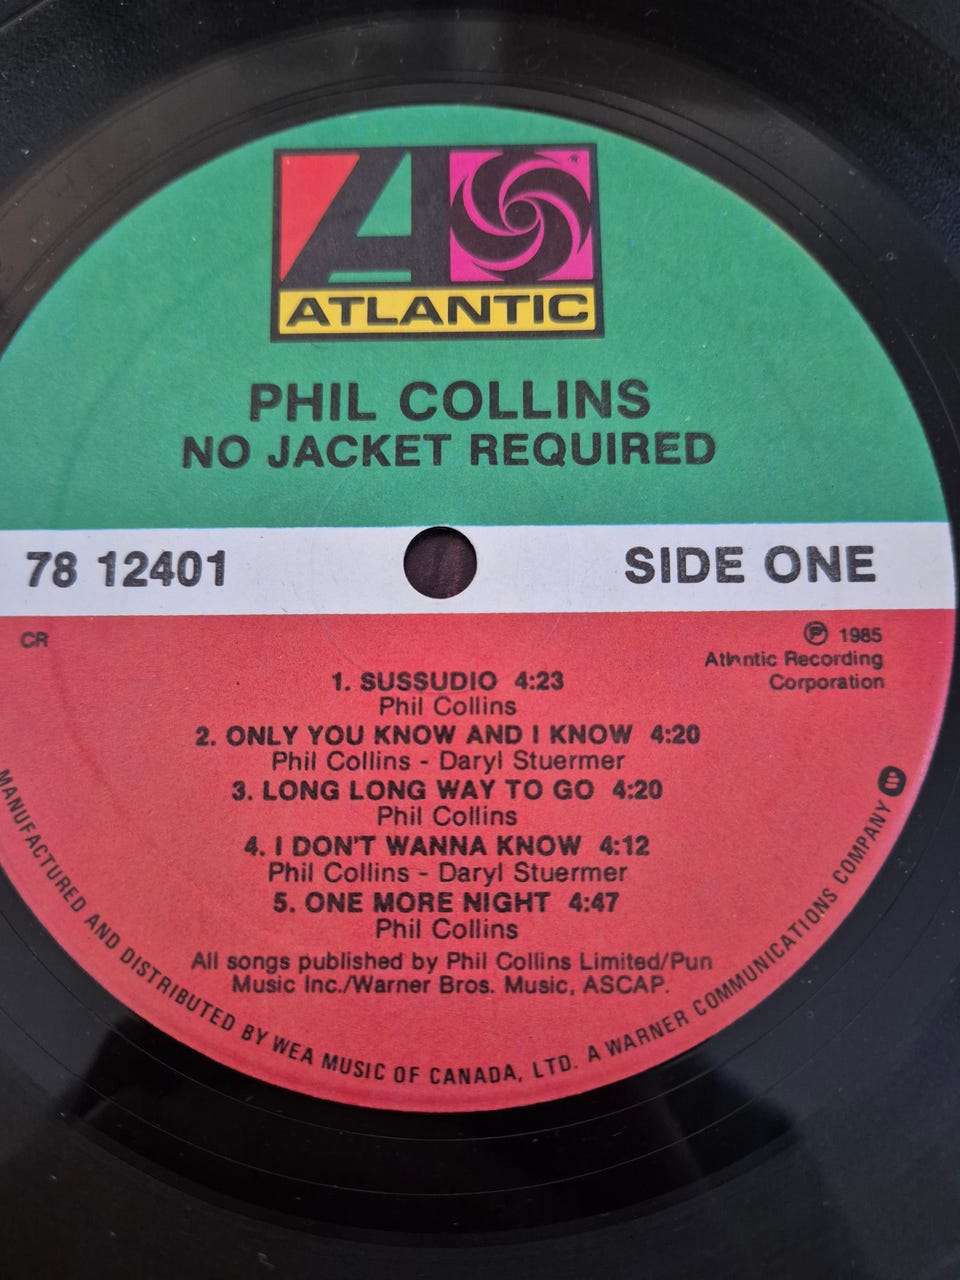 ATLANTIC
PHIL COLLINS
NO JACKET REQUIRED
78 12401
SIDE ONE
CR
℗ 1985
Atlantic Recording
Corporation
1. SUSSUDIO 4:23
Phil Collins
2. ONLY YOU KNOW AND I KNOW 4:20
Phil Collins - Daryl Stuermer
3. LONG LONG WAY TO GO 4:20
Phil Collins
4. I DON'T WANNA KNOW 4:12
Phil Collins - Daryl Stuermer
5. ONE MORE NIGHT 4:47
Phil Collins
All songs published by Phil Collins Limited/Pun
Music Inc./Warner Bros. Music, ASCAP.
MANUFACTURED AND DISTRIBUTED BY WEA MUSIC OF CANADA, LTD. A WARNER COMMUNICATIONS COMPANY